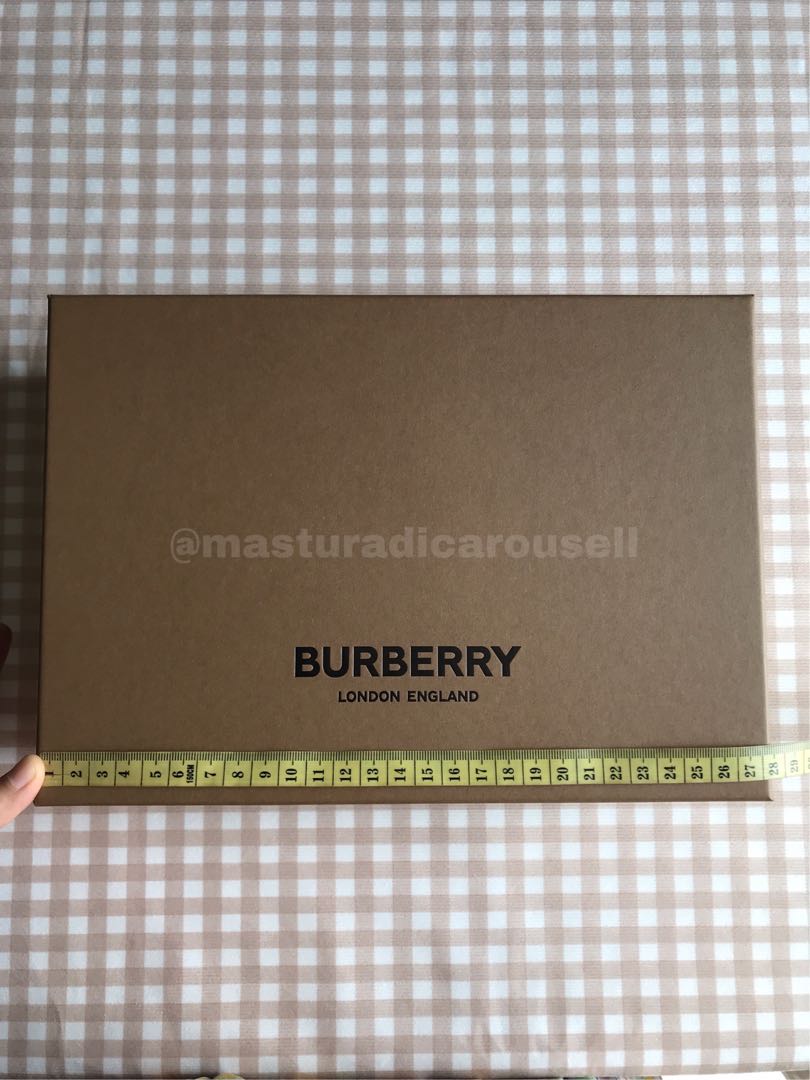 @masturadicarousell
BURBERRY
LONDON ENGLAND
1 2 3 4 5 6 150CM 7 8 9 10 11 12 13 14 15 16 17 18 19 20 21 22 23 24 25 26 27 28 29